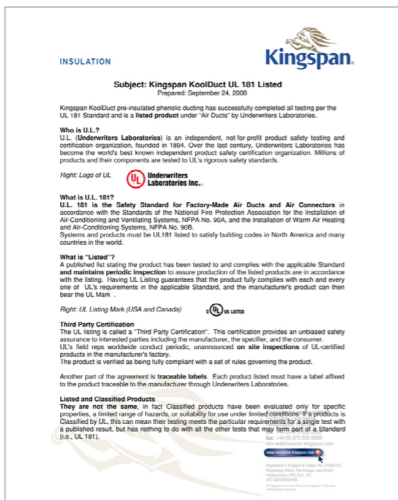 INSULATION
Kingspan.
Subject: Kingspan KoolDuct UL 181 Listed
Prepared: September 24, 2008
Kingspan KoolDuct pre-insulated phenolic ducting has successfully completed all testing per the
UL 181 Standard and is a listed product under “Air Ducts” by Underwriters Laboratories.
Who is U.L.?
U.L. (Underwriters Laboratories) is an independent, not-for-profit product safety testing and
certification organization, founded in 1894. Over the last century, Underwriters Laboratories has
become the world's best known independent product safety certification organization. Millions of
products and their components are tested to UL's rigorous safety standards.
Right: Logo of UL
UL
Underwriters
Laboratories Inc.
What is U.L. 181?
U.L. 181 is the Safety Standard for Factory-Made Air Ducts and Air Connectors in
accordance with the Standards of the National Fire Protection Association for the Installation of
Air-Conditioning and Ventilating Systems, NFPA No. 90A, and the Installation of Warm Air Heating
and Air-Conditioning Systems, NFPA No. 90B.
Systems and products must be UL181 listed to satisfy building codes in North America and many
countries in the world.
What is “Listed”?
A published list stating the product has been tested to and complies with the applicable Standard
and maintains periodic inspection to assure production of the listed products are in accordance
with the listing. Having UL Listing guarantees that the product fully complies with each and every
one of UL's requirements in the applicable Standard, and the manufacturer's product can then
bear the UL Mark .
Right: UL Listing Mark (USA and Canada)
c UL US LISTED
Third Party Certification
The UL listing is called a “Third Party Certification”. This certification provides an unbiased safety
assurance to interested parties including the manufacturer, the specifier, and the consumer.
UL's field reps worldwide conduct periodic, unannounced on site inspections of UL-certified
products in the manufacturer's factory.
The product is verified as being fully compliant with a set of rules governing the product.
Another part of the agreement is traceable labels. Each product listed must have a label affixed
to the product traceable to the manufacturer through Underwriters Laboratories.
Listed and Classified Products
They are not the same, in fact Classified products have been evaluated only for specific
properties, a limited range of hazards, or suitability for use under limited conditions. If a products is
Classified by UL, this can mean their testing meets the particular requirements for a single test with
a published result, but has nothing to do with all the other tests that may form part of a Standard
(i.e., UL 181).
www.insulation.kingspan.com